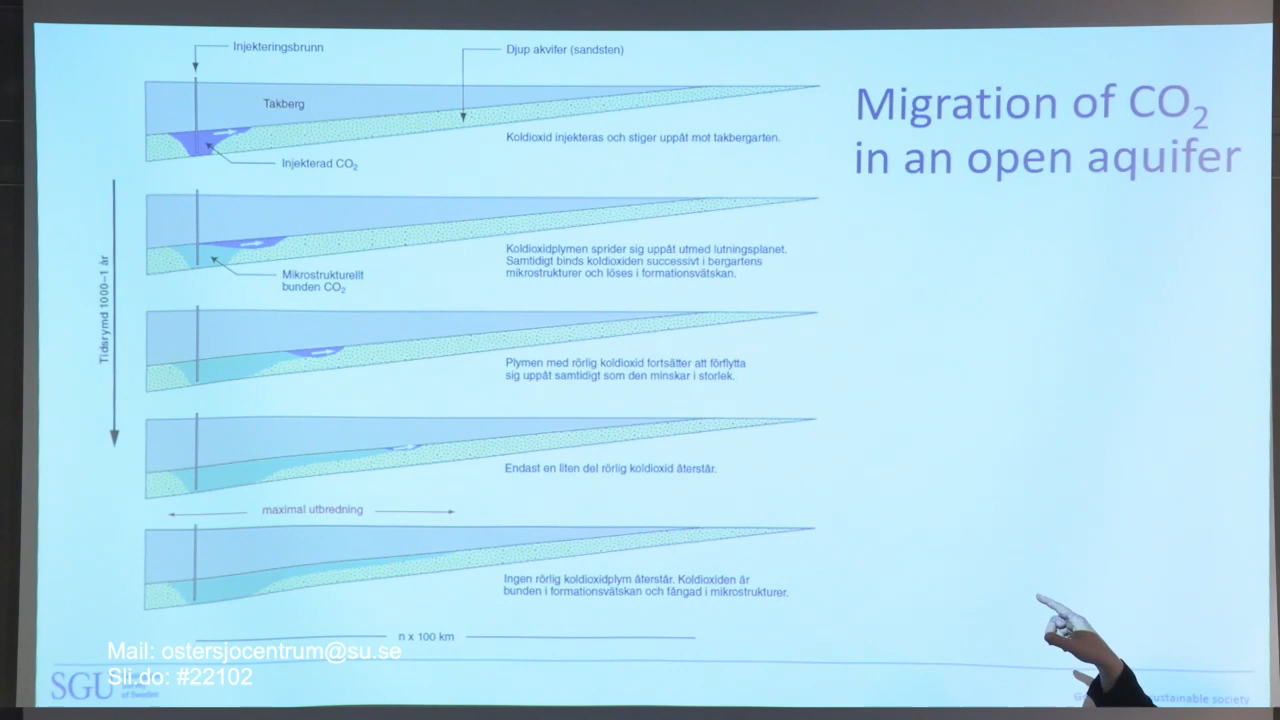 Injekteringsbrunn
Djup akvifer (sandsten)
Migration of CO2
in an open aquifer
Takberg
Koldioxid injekteras och stiger uppåt mot takbergarten.
Injekterad CO2
Koldioxidplymen sprider sig uppåt utmed lutningsplanet.
Samtidigt binds koldioxiden successivt i bergartens
mikrostrukturer och löses i formationsvätskan.
Mikrostrukturellt
bunden CO2
Tidsrymd 1000–1 år
Plymen med rörlig koldioxid fortsätter att förflytta
sig uppåt samtidigt som den minskar i storlek.
Endast en liten del rörlig koldioxid återstår.
maximal utbredning
Ingen rörlig koldioxidplym återstår. Koldioxiden är
bunden i formationsvätskan och fångad i mikrostrukturer.
n x 100 km
Mail: ostersjocentrum@su.se
Sli.do: #22102
SGU
of Sweden
sustainable society